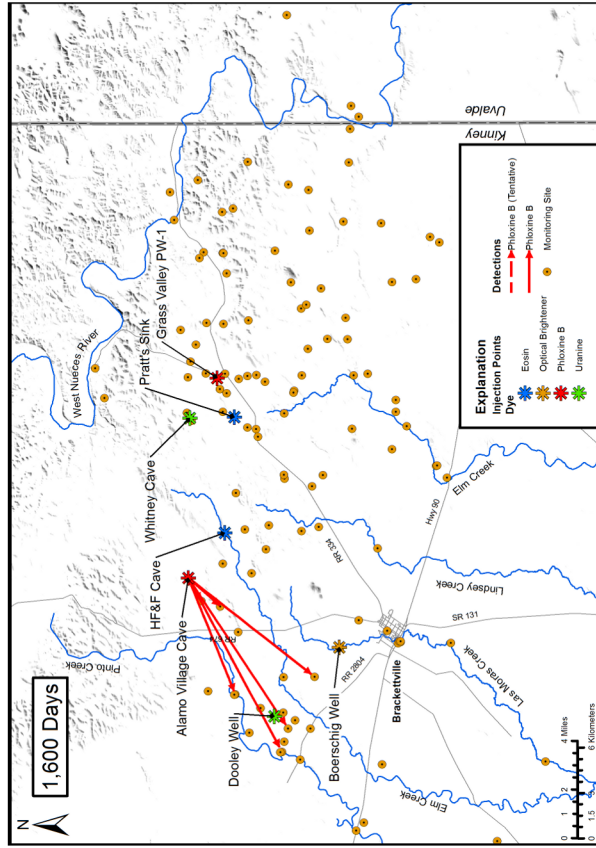 1,600 Days
N
West Nueces River
Pinto Creek
RR 674
Alamo Village Cave
HF&F Cave
Whitney Cave
Pratt's Sink
Grass Valley PW-1
Dooley Well
Boerschig Well
RR 2804
Brackettville
SR 131
RR 334
Hwy 90
Elm Creek
Las Moras Creek
Lindsey Creek
Elm Creek
Kinney
Uvalde
0 1 2 4 Miles
0 1.5 3 6 Kilometers
Explanation
Injection Points
Dye
Eosin
Optical Brightener
Phloxine B
Uranine
Detections
Phloxine B (Tentative)
Phloxine B
Monitoring Site